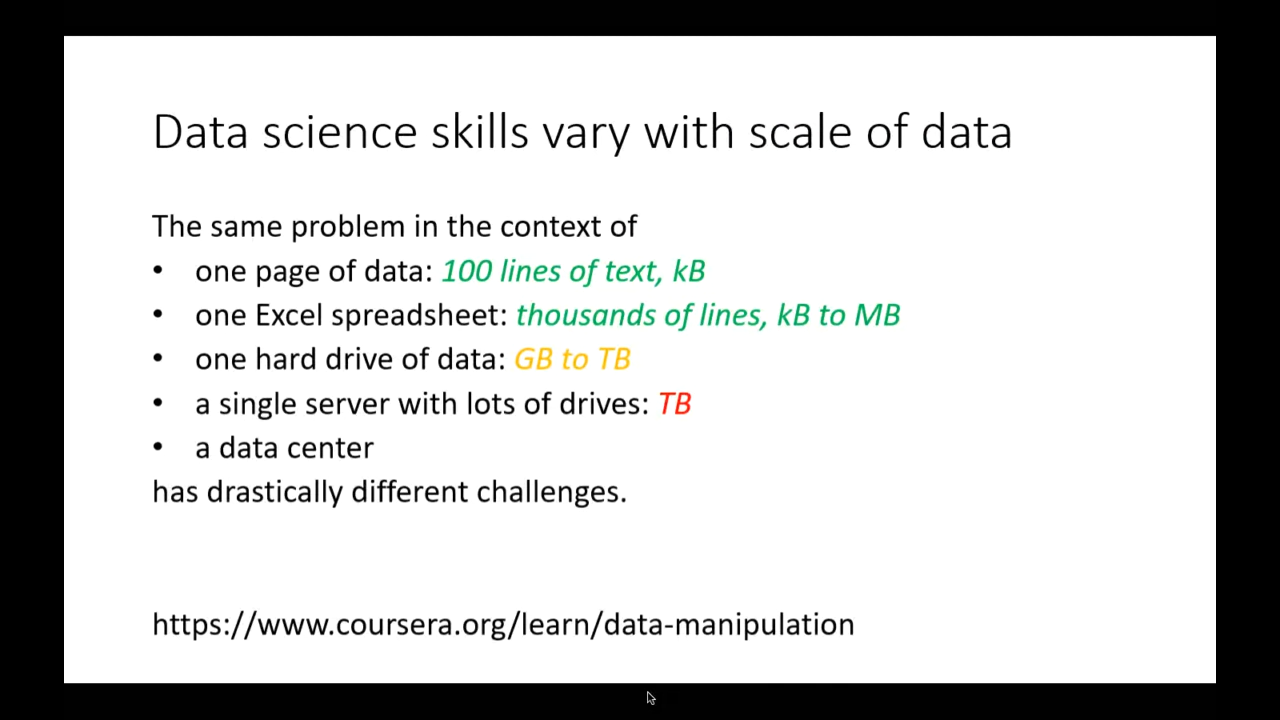 Data science skills vary with scale of data
The same problem in the context of
• one page of data: 100 lines of text, kB
• one Excel spreadsheet: thousands of lines, kB to MB
• one hard drive of data: GB to TB
• a single server with lots of drives: TB
• a data center
has drastically different challenges.
https://www.coursera.org/learn/data-manipulation